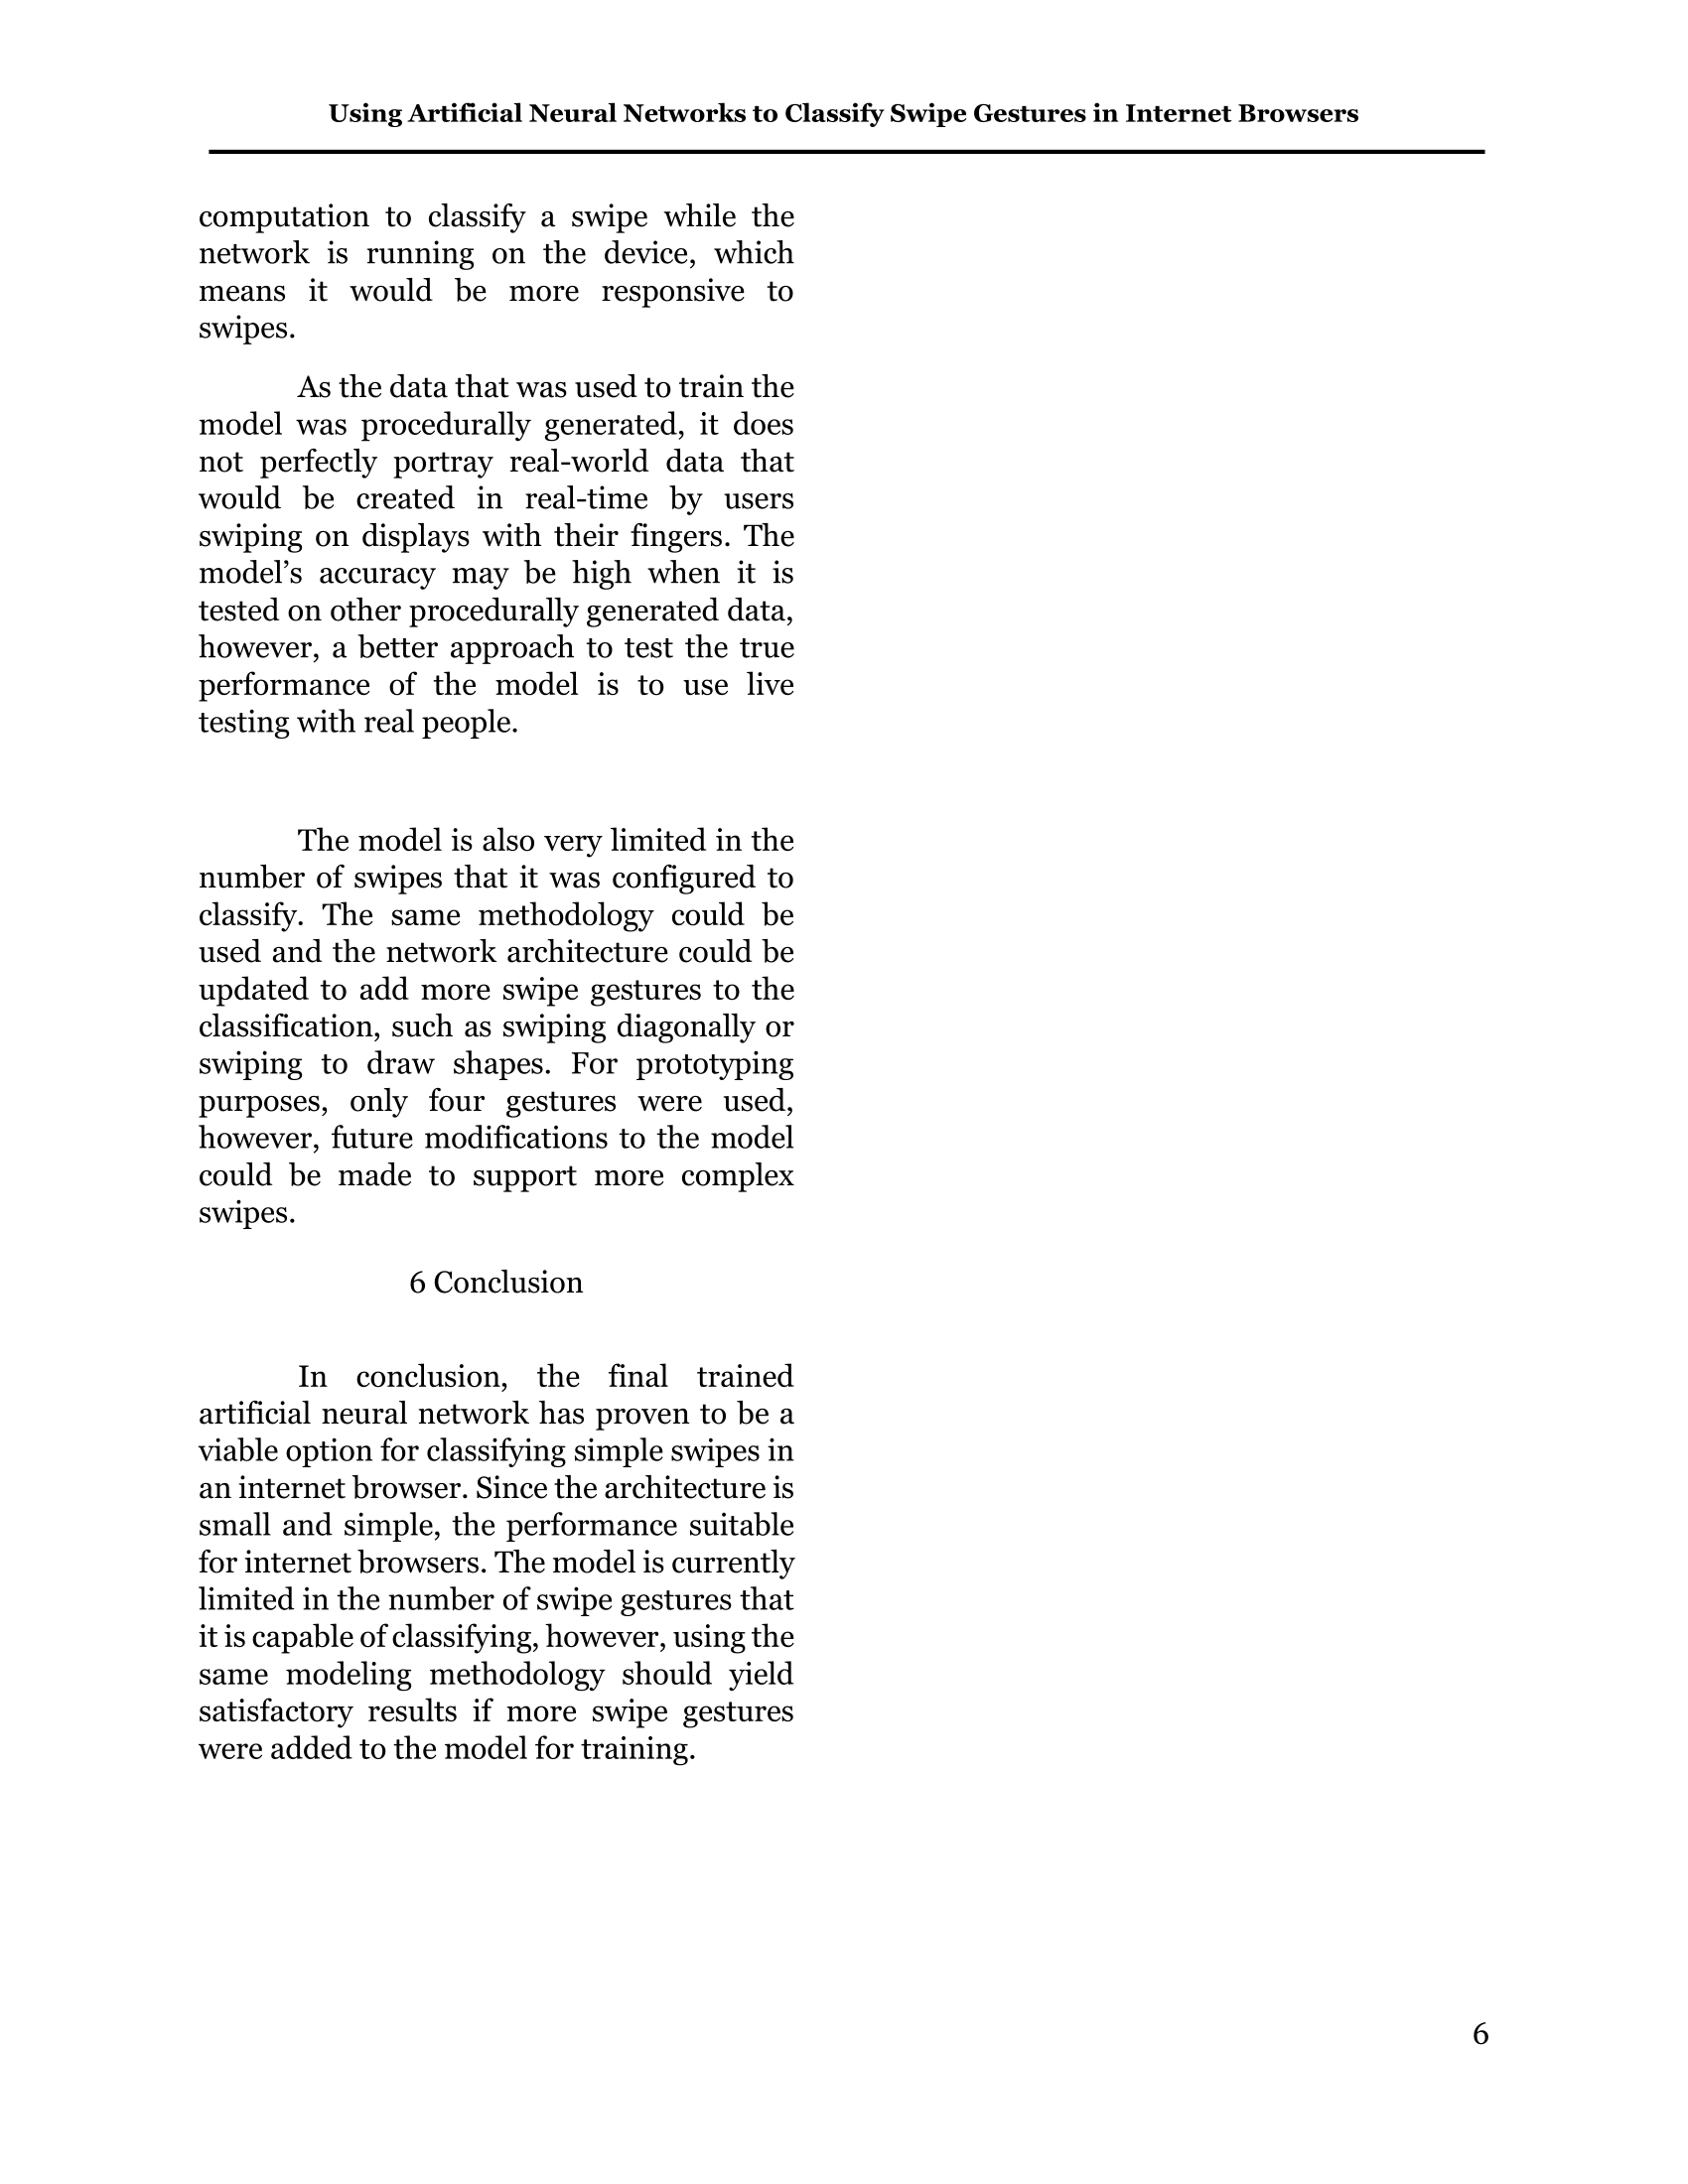 Using Artificial Neural Networks to Classify Swipe Gestures in Internet Browsers
computation to classify a swipe while the
network is running on the device, which
means it would be more responsive to
swipes.
As the data that was used to train the
model was procedurally generated, it does
not perfectly portray real-world data that
would be created in real-time by users
swiping on displays with their fingers. The
model’s accuracy may be high when it is
tested on other procedurally generated data,
however, a better approach to test the true
performance of the model is to use live
testing with real people.
The model is also very limited in the
number of swipes that it was configured to
classify. The same methodology could be
used and the network architecture could be
updated to add more swipe gestures to the
classification, such as swiping diagonally or
swiping to draw shapes. For prototyping
purposes, only four gestures were used,
however, future modifications to the model
could be made to support more complex
swipes.
6 Conclusion
In conclusion, the final trained
artificial neural network has proven to be a
viable option for classifying simple swipes in
an internet browser. Since the architecture is
small and simple, the performance suitable
for internet browsers. The model is currently
limited in the number of swipe gestures that
it is capable of classifying, however, using the
same modeling methodology should yield
satisfactory results if more swipe gestures
were added to the model for training.
6